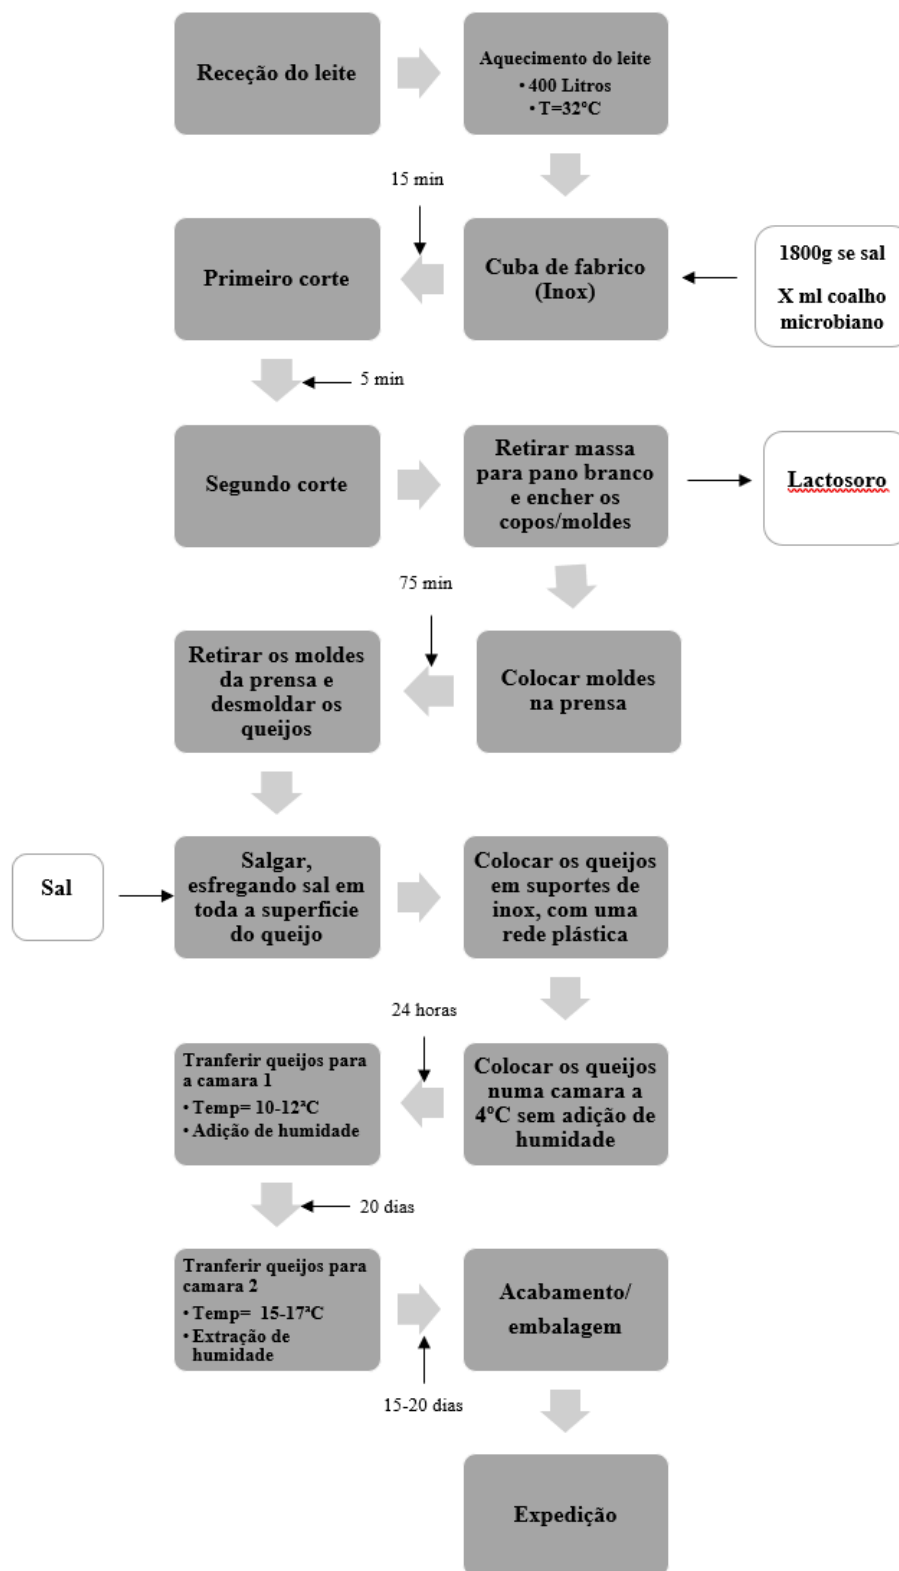 Receção do leite
Aquecimento do leite
• 400 Litros
• T=32ºC
15 min
Primeiro corte
Cuba de fabrico
(Inox)
1800g se sal
X ml coalho
microbiano
5 min
Segundo corte
Retirar massa
para pano branco
e encher os
copos/moldes
Lactosoro
75 min
Retirar os moldes
da prensa e
desmoldar os
queijos
Colocar moldes
na prensa
Sal
Salgar,
esfregando sal em
toda a superficie
do queijo
Colocar os queijos
em suportes de
inox, com uma
rede plástica
24 horas
Tranferir queijos para
a camara 1
• Temp= 10-12ªC
• Adição de humidade
Colocar os queijos
numa camara a
4ºC sem adição de
humidade
20 dias
Tranferir queijos para
camara 2
• Temp= 15-17ªC
• Extração de
humidade
Acabamento/
embalagem
15-20 dias
Expedição